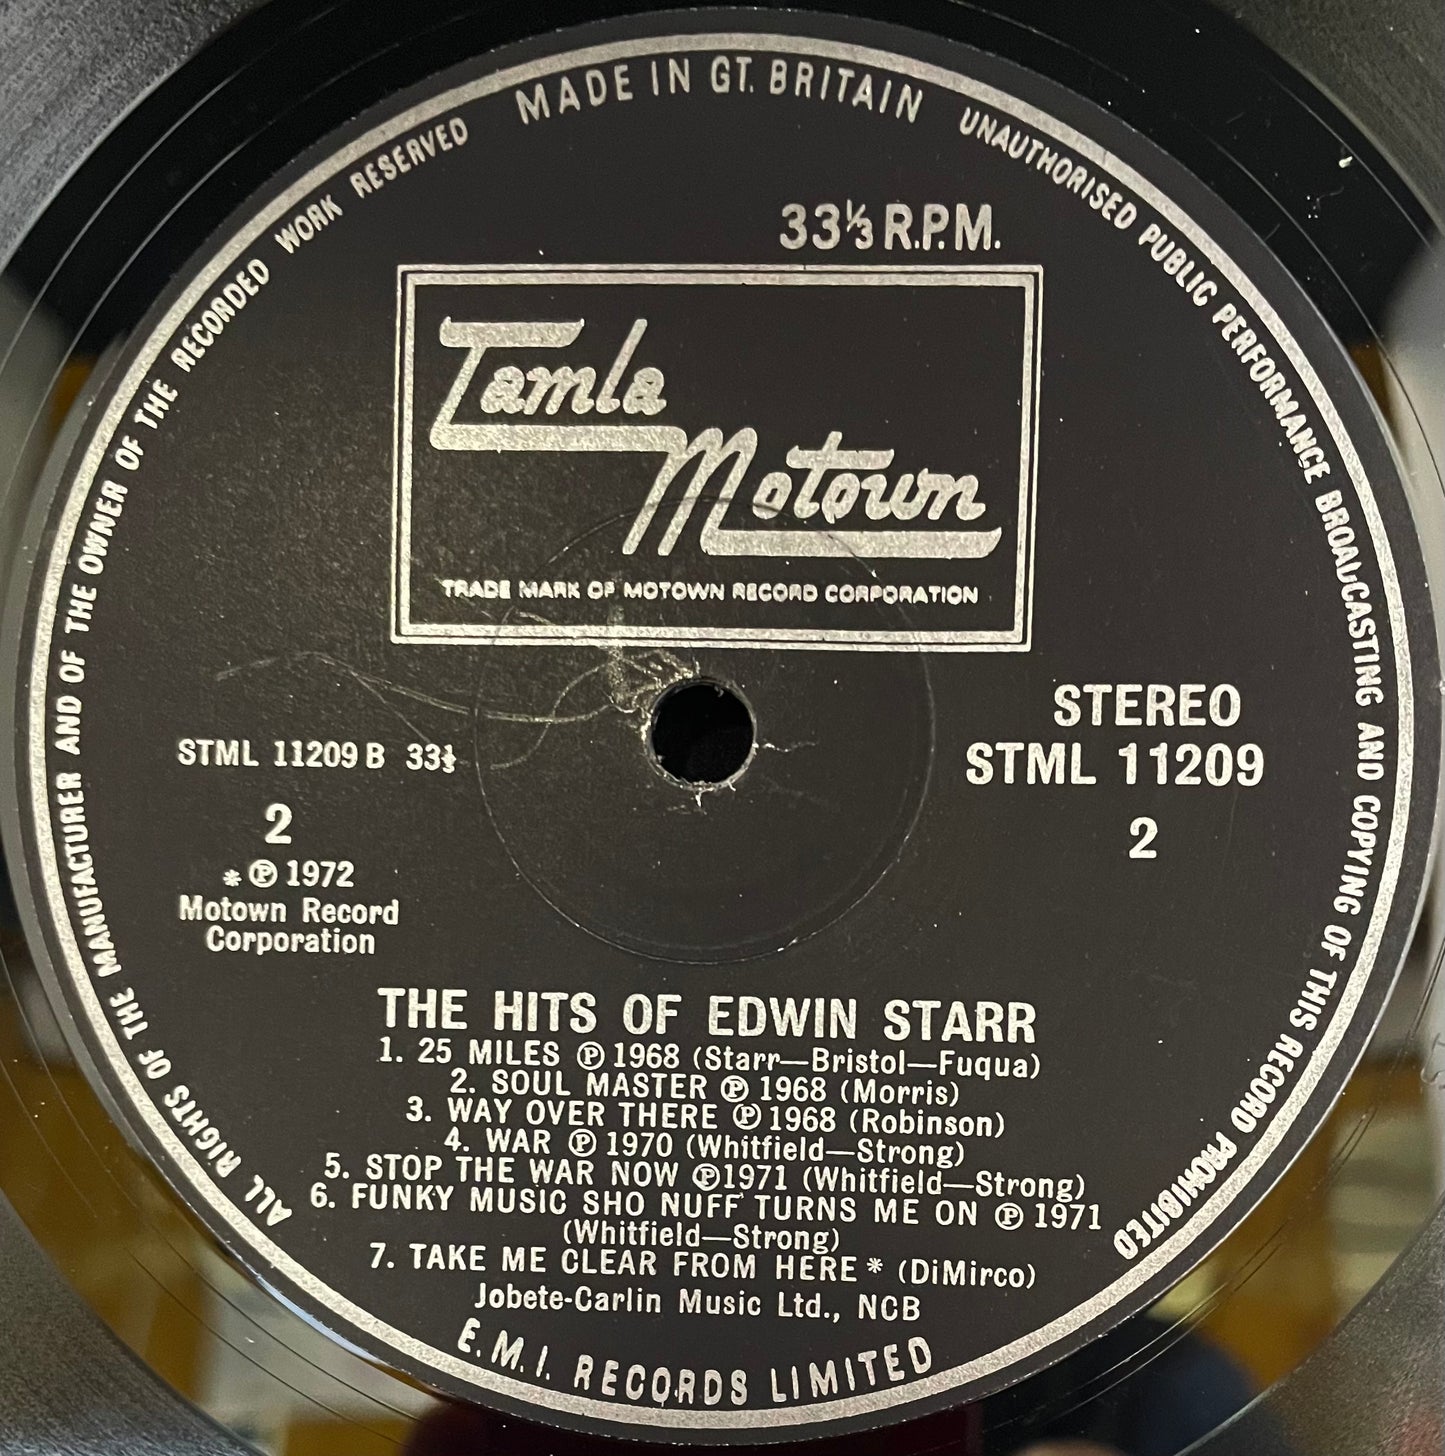 MADE IN GT. BRITAIN
UNAUTHORISED PUBLIC PERFORMANCE BROADCASTING AND COPYING OF THIS RECORD PROHIBITED
ALL RIGHTS OF THE MANUFACTURER AND OF THE OWNER OF THE RECORDED WORK RESERVED
33⅓ R.P.M.
Tamla
Motown
TRADE MARK OF MOTOWN RECORD CORPORATION
STEREO
STML 11209
2
STML 11209 B 33⅓
2
* ℗ 1972
Motown Record
Corporation
THE HITS OF EDWIN STARR
1. 25 MILES ℗ 1968 (Starr—Bristol—Fuqua)
2. SOUL MASTER ℗ 1968 (Morris)
3. WAY OVER THERE ℗ 1968 (Robinson)
4. WAR ℗ 1970 (Whitfield—Strong)
5. STOP THE WAR NOW ℗1971 (Whitfield—Strong)
6. FUNKY MUSIC SHO NUFF TURNS ME ON ℗ 1971
(Whitfield—Strong)
7. TAKE ME CLEAR FROM HERE * (DiMirco)
Jobete-Carlin Music Ltd., NCB
E.M.I. RECORDS LIMITED